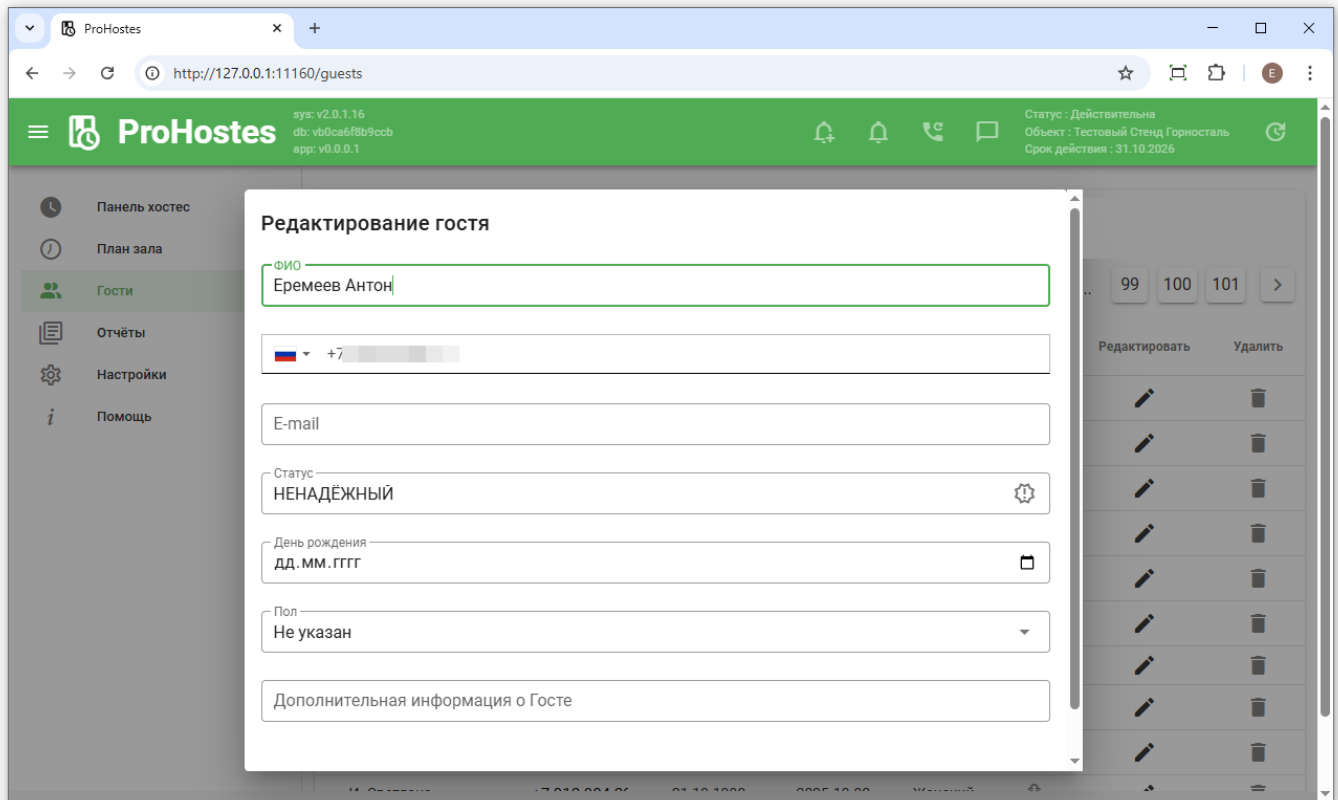 ProHostes
http://127.0.0.1:11160/guests
E
ProHostes
sys: v2.0.1.16
db: vb0ca6f8b9ccb
app: v0.0.0.1
Статус : Действительна
Объект : Тестовый Стенд Горносталь
Срок действия : 31.10.2026
Панель хостес
План зала
Гости
Отчёты
Настройки
Помощь
Редактирование гостя
ФИО
Еремеев Антон
+7
E-mail
Статус
НЕНАДЁЖНЫЙ
День рождения
дд.мм.гггг
Пол
Не указан
Дополнительная информация о Госте
99 100 101
Редактировать Удалить